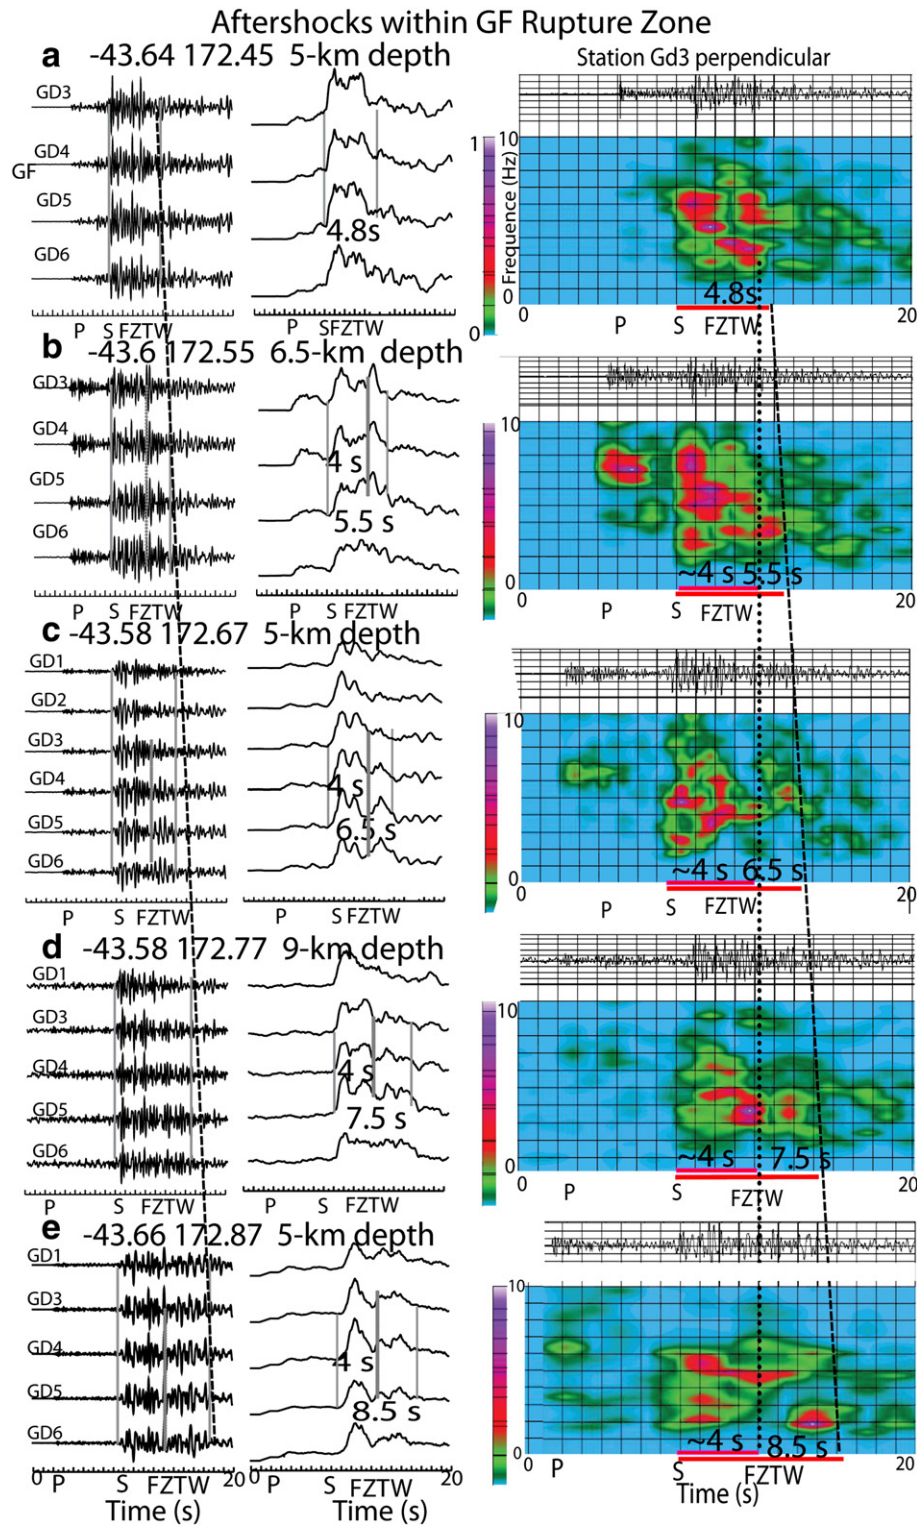 Aftershocks within GF Rupture Zone
a -43.64 172.45 5-km depth
Station Gd3 perpendicular
GD3
GD4
GF
GD5
GD6
4.8s
1
0
10
Frequency (Hz)
0
4.8s
20
P S FZTW
P SFZTW
P S FZTW
b -43.6 172.55 6.5-km depth
GD3
GD4
GD5
GD6
4 s
5.5s
10
0
~4 s 5.5 s
0 20
P S FZTW
P S FZTW
P S FZTW
c -43.58 172.67 5-km depth
GD1
GD2
GD3
GD4
GD5
GD6
4 s
6.5s
10
0
~4 s 6.5 s
0 20
P S FZTW
P S FZTW
P S FZTW
d -43.58 172.77 9-km depth
GD1
GD3
GD4
GD5
GD6
4 s
7.5 s
10
0
~4 s 7.5 s
0 20
P S FZTW
P S FZTW
P S FZTW
e -43.66 172.87 5-km depth
GD1
GD3
GD4
GD5
GD6
4 s
8.5s
10
0
~4 s 8.5 s
0 P S FZTW 20
P S FZTW 20
0 P S FZTW 20
Time (s)
Time (s)
Time (s)